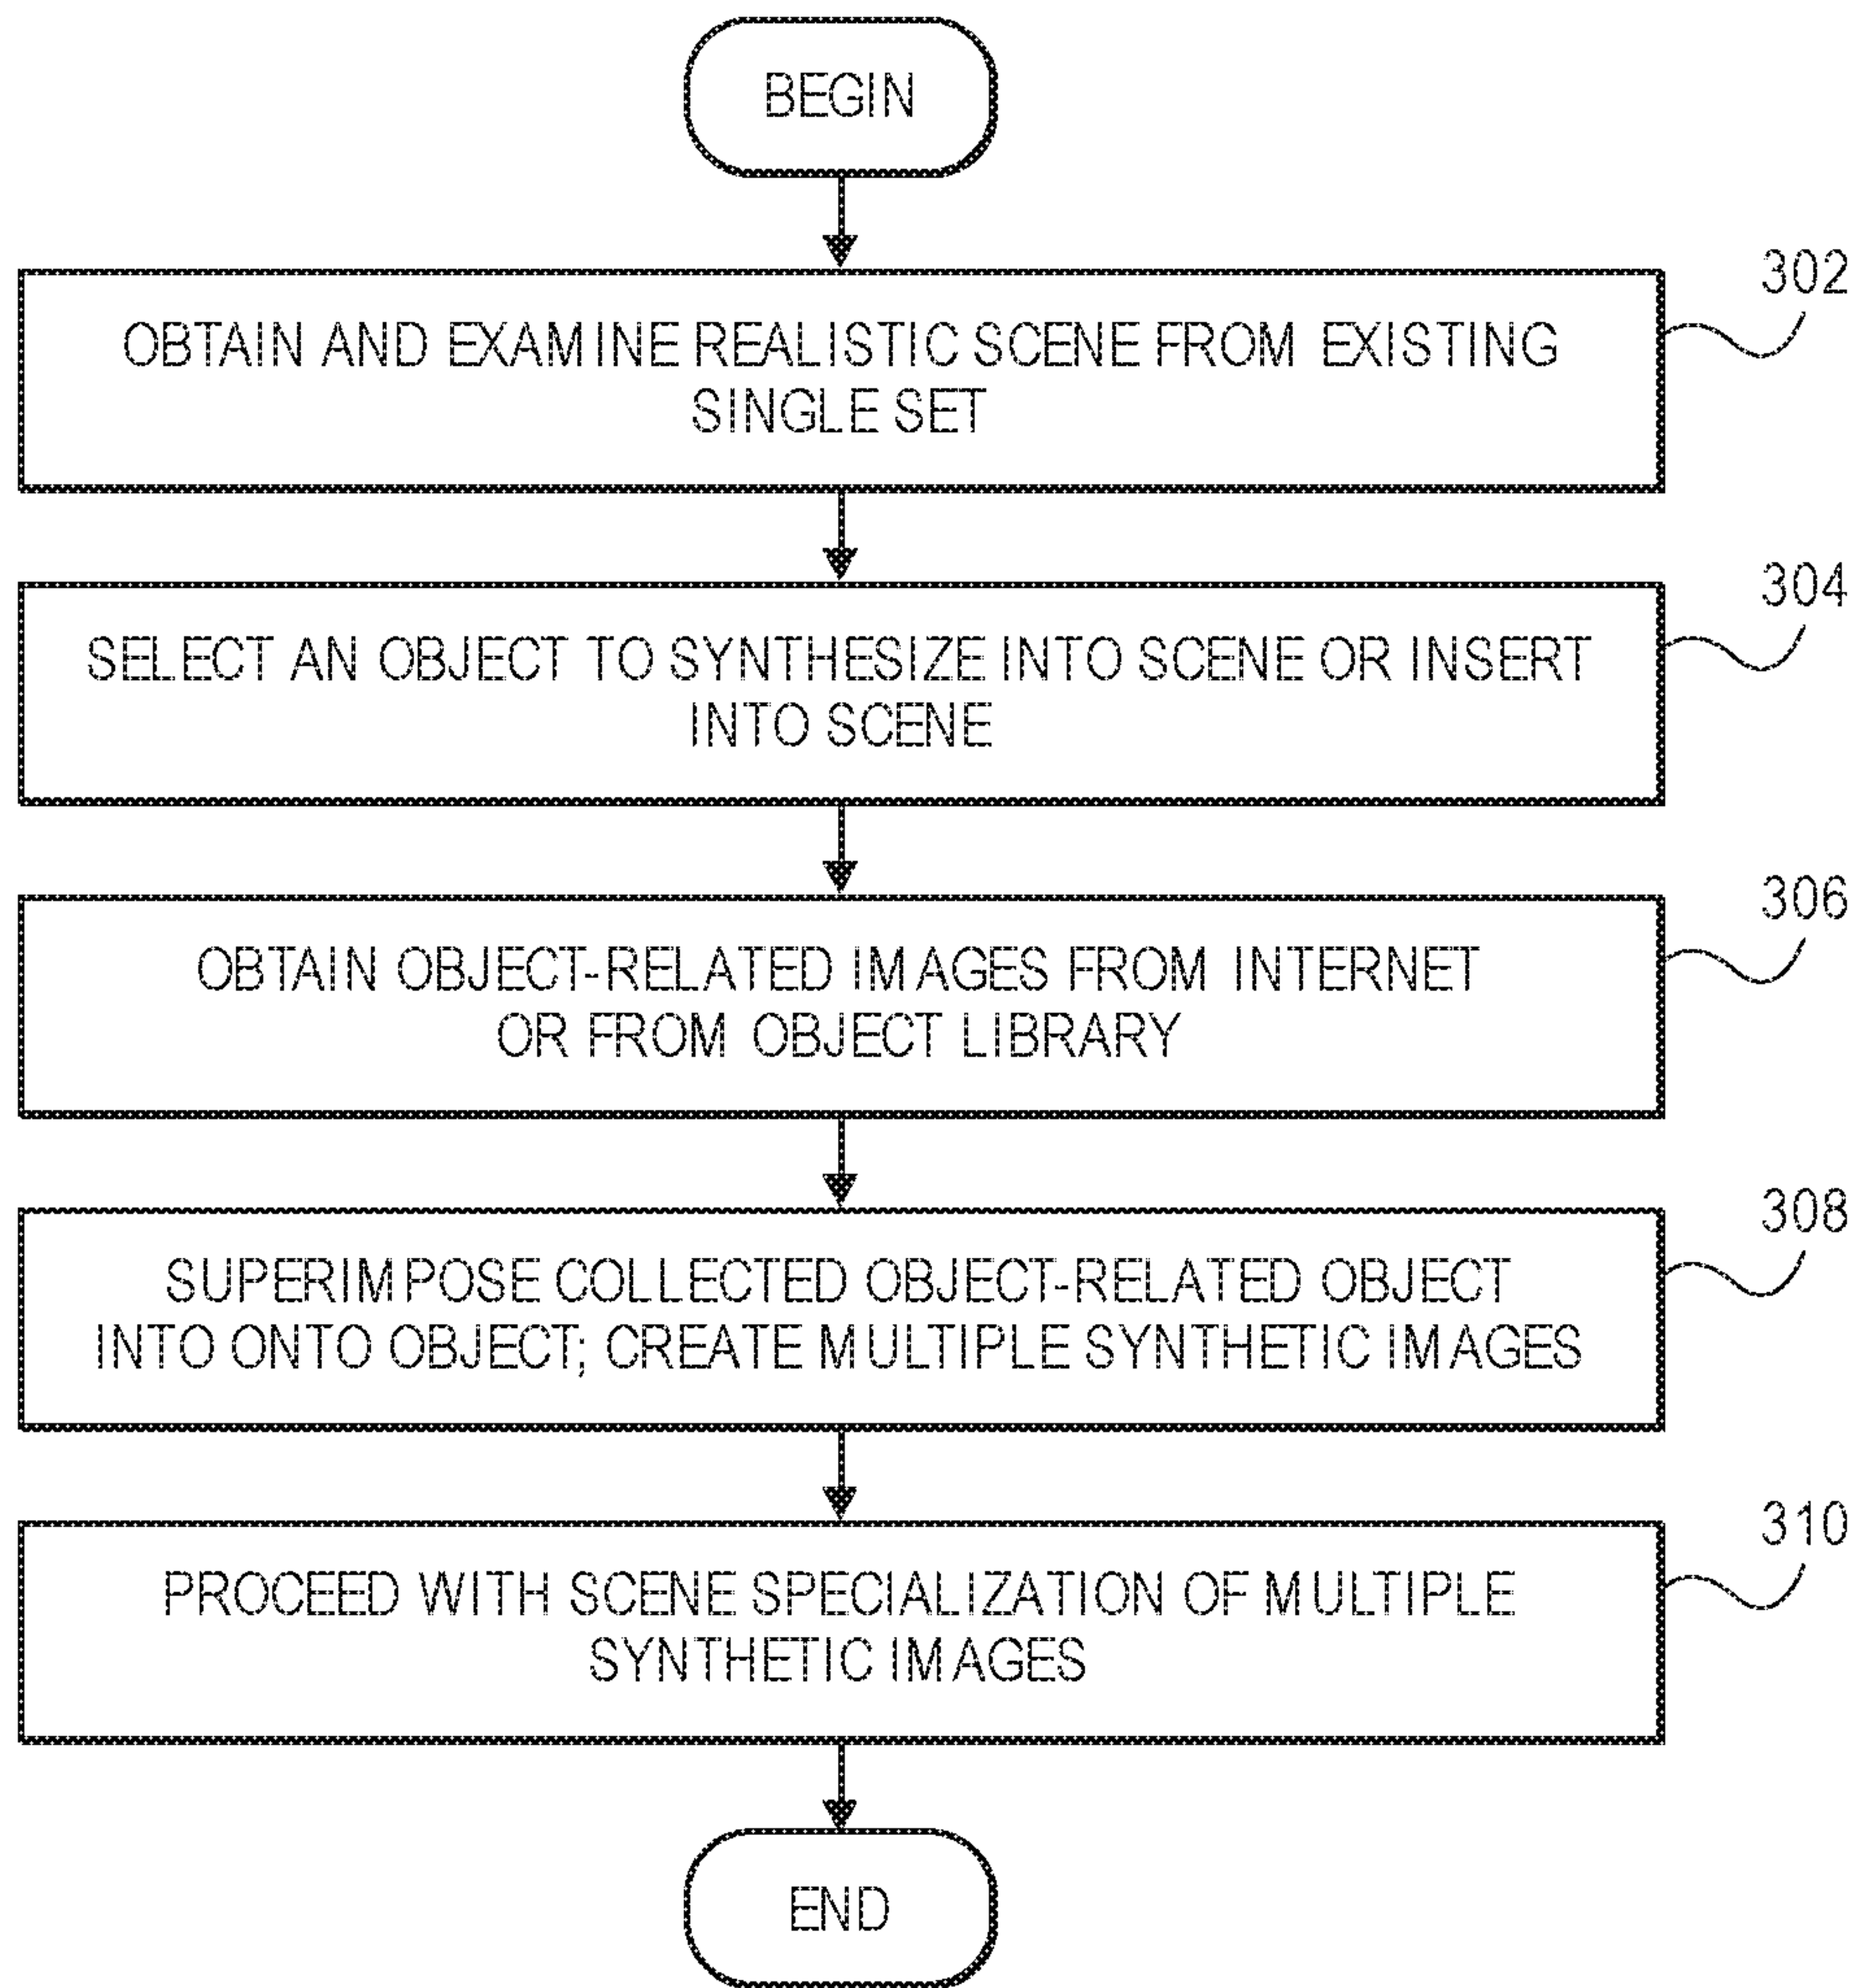 BEGIN
302
OBTAIN AND EXAMINE REALISTIC SCENE FROM EXISTING
SINGLE SET
304
SELECT AN OBJECT TO SYNTHESIZE INTO SCENE OR INSERT
INTO SCENE
306
OBTAIN OBJECT-RELATED IMAGES FROM INTERNET
OR FROM OBJECT LIBRARY
308
SUPERIMPOSE COLLECTED OBJECT-RELATED OBJECT
INTO ONTO OBJECT; CREATE MULTIPLE SYNTHETIC IMAGES
310
PROCEED WITH SCENE SPECIALIZATION OF MULTIPLE
SYNTHETIC IMAGES
END